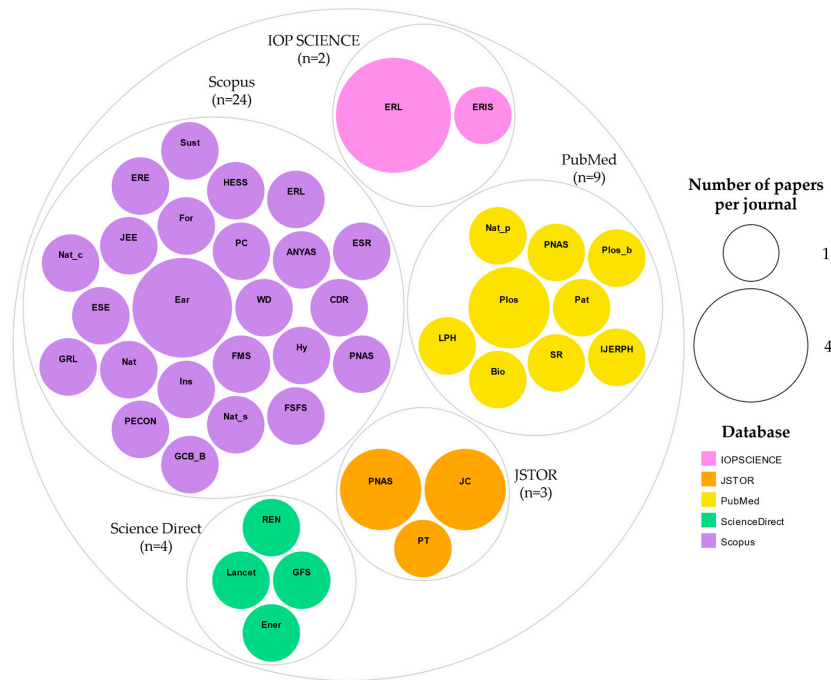 IOP SCIENCE
(n=2)
Scopus
(n=24)
PubMed
(n=9)
JSTOR
(n=3)
Science Direct
(n=4)
ERL
ERIS
Sust
ERE
HESS
ERL
For
JEE
PC
ANYAS
ESR
Nat_c
Ear
WD
CDR
ESE
GRL
Nat
FMS
Hy
PNAS
Ins
PECON
Nat_s
FSFS
GCB_B
Nat_p
PNAS
Plos_b
Plos
Pat
LPH
Bio
SR
IJERPH
PNAS
JC
PT
REN
Lancet
GFS
Ener
Number of papers
per journal
1
4
Database
IOPSCIENCE
JSTOR
PubMed
ScienceDirect
Scopus